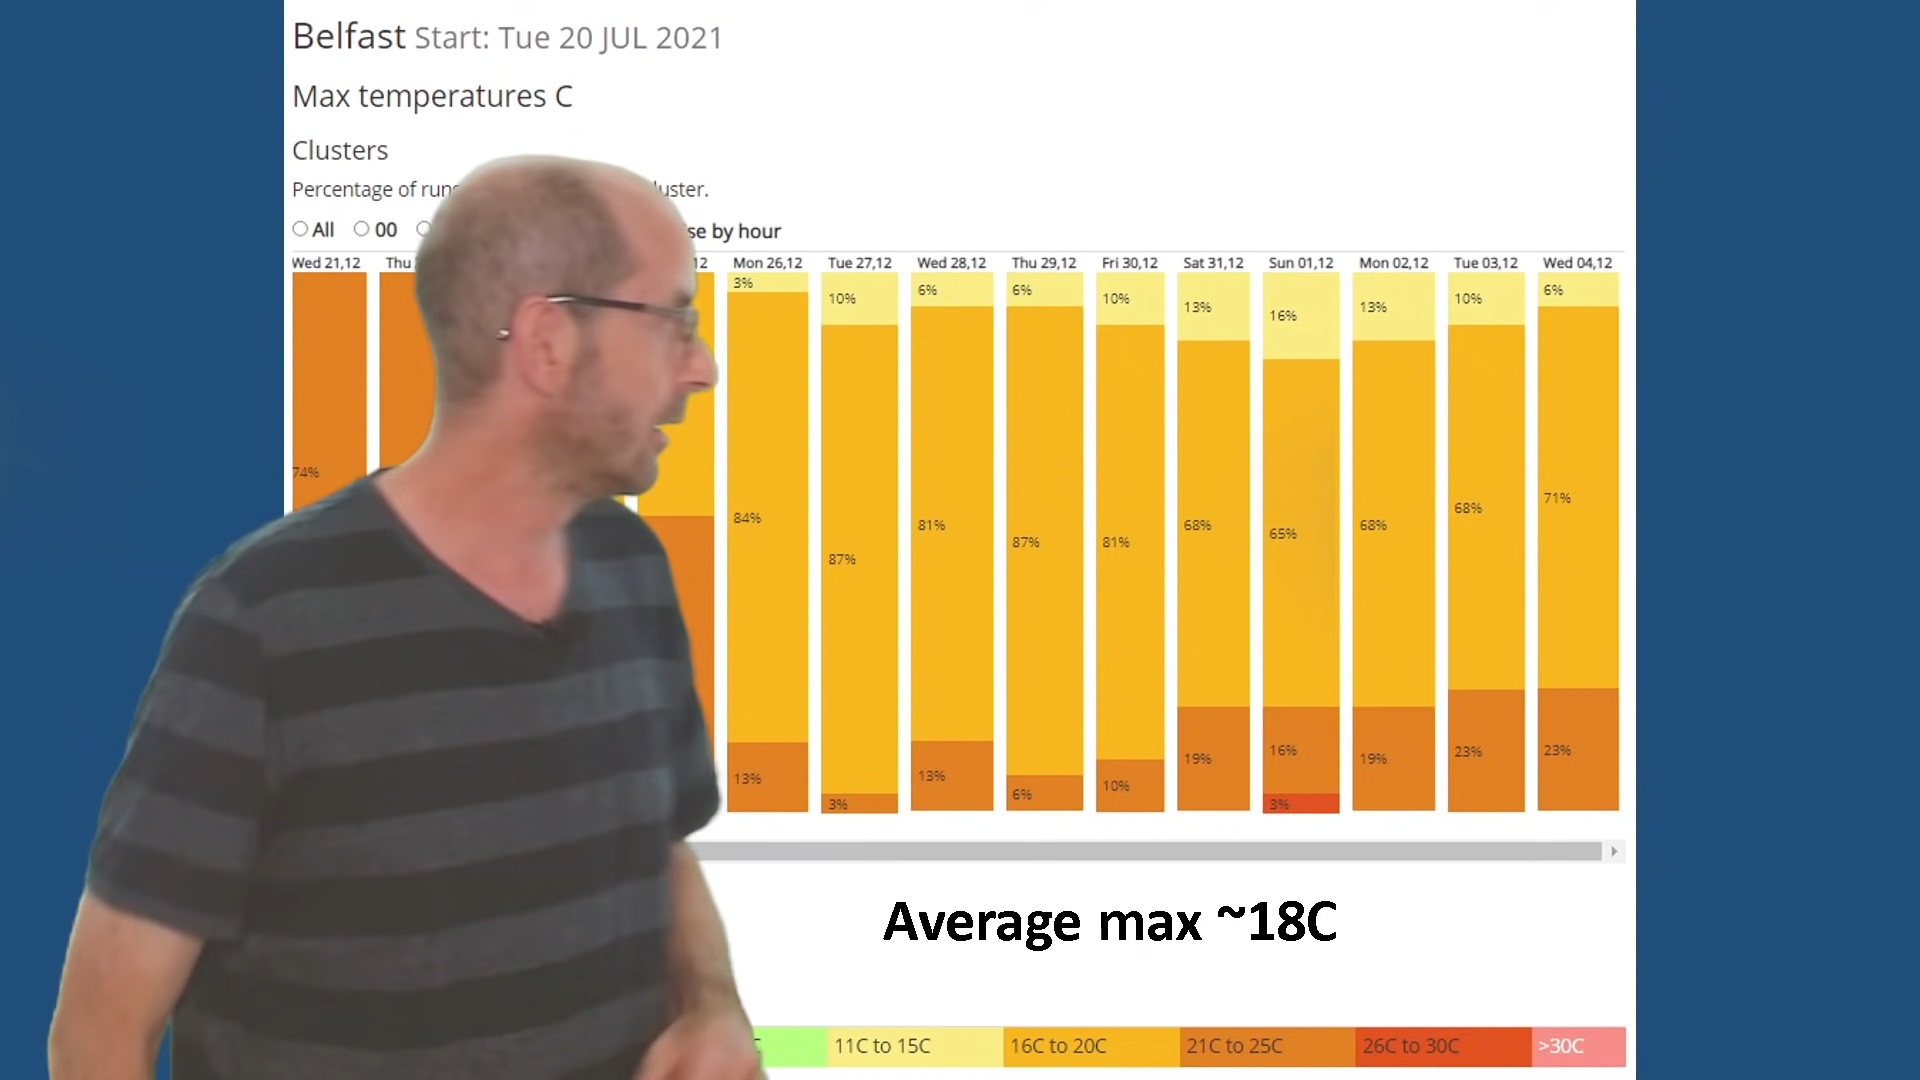 Belfast Start: Tue 20 JUL 2021
Max temperatures C
Clusters
Percentage of runs uster.
All 00 se by hour
Wed 21,12 Thu 12 Mon 26,12 Tue 27,12 Wed 28,12 Thu 29,12 Fri 30,12 Sat 31,12 Sun 01,12 Mon 02,12 Tue 03,12 Wed 04,12
3% 10% 6% 6% 10% 13% 16% 13% 10% 6%
74% 84% 87% 81% 87% 81% 68% 65% 68% 68% 71%
13% 3% 13% 6% 10% 19% 16% 19% 23% 23%
3%
Average max ~18C
11C to 15C 16C to 20C 21C to 25C 26C to 30C >30C